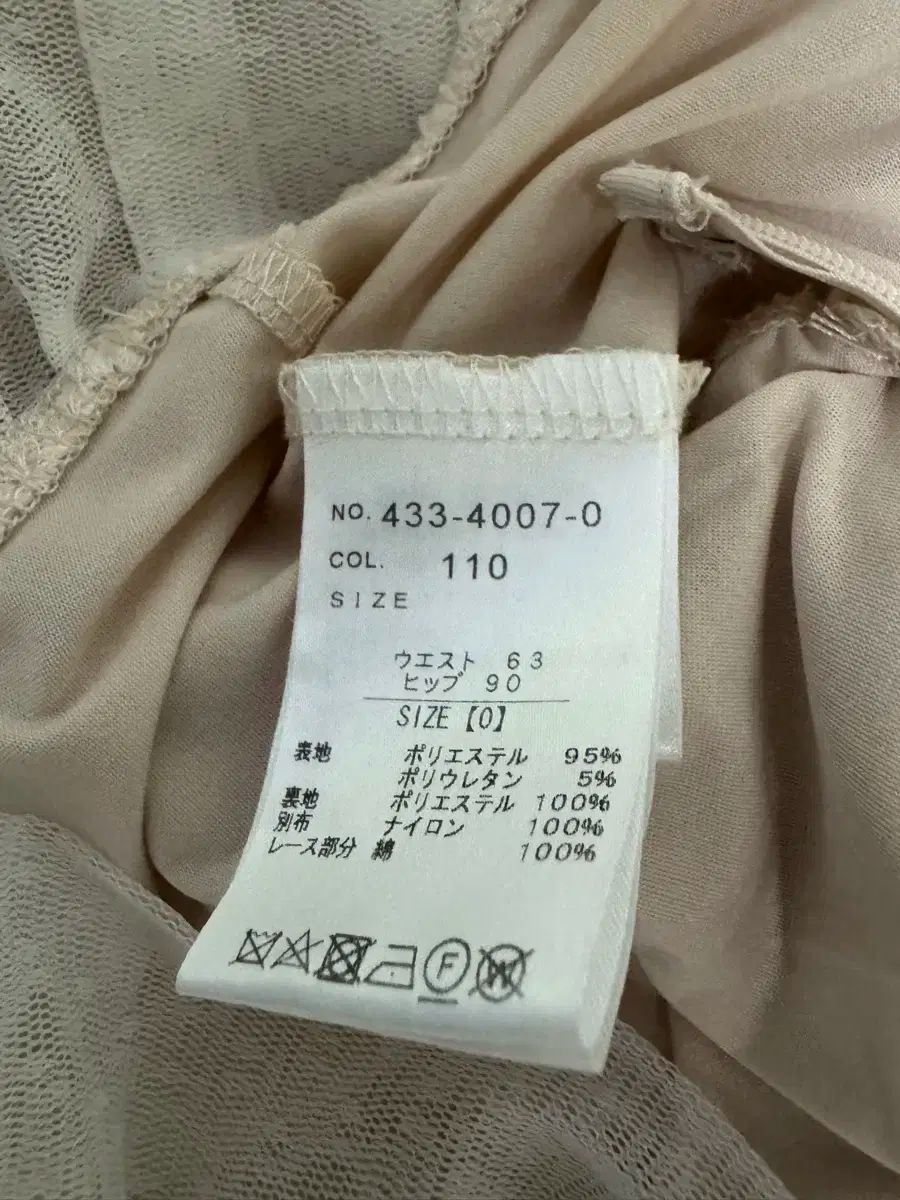 NO. 433-4007-0
COL. 110
SIZE
ウエスト 63
ヒップ 90
SIZE【0】
表地 ポリエステル 95%
ポリウレタン 5%
裏地 ポリエステル 100%
別布 ナイロン 100%
レース部分 綿 100%
F W